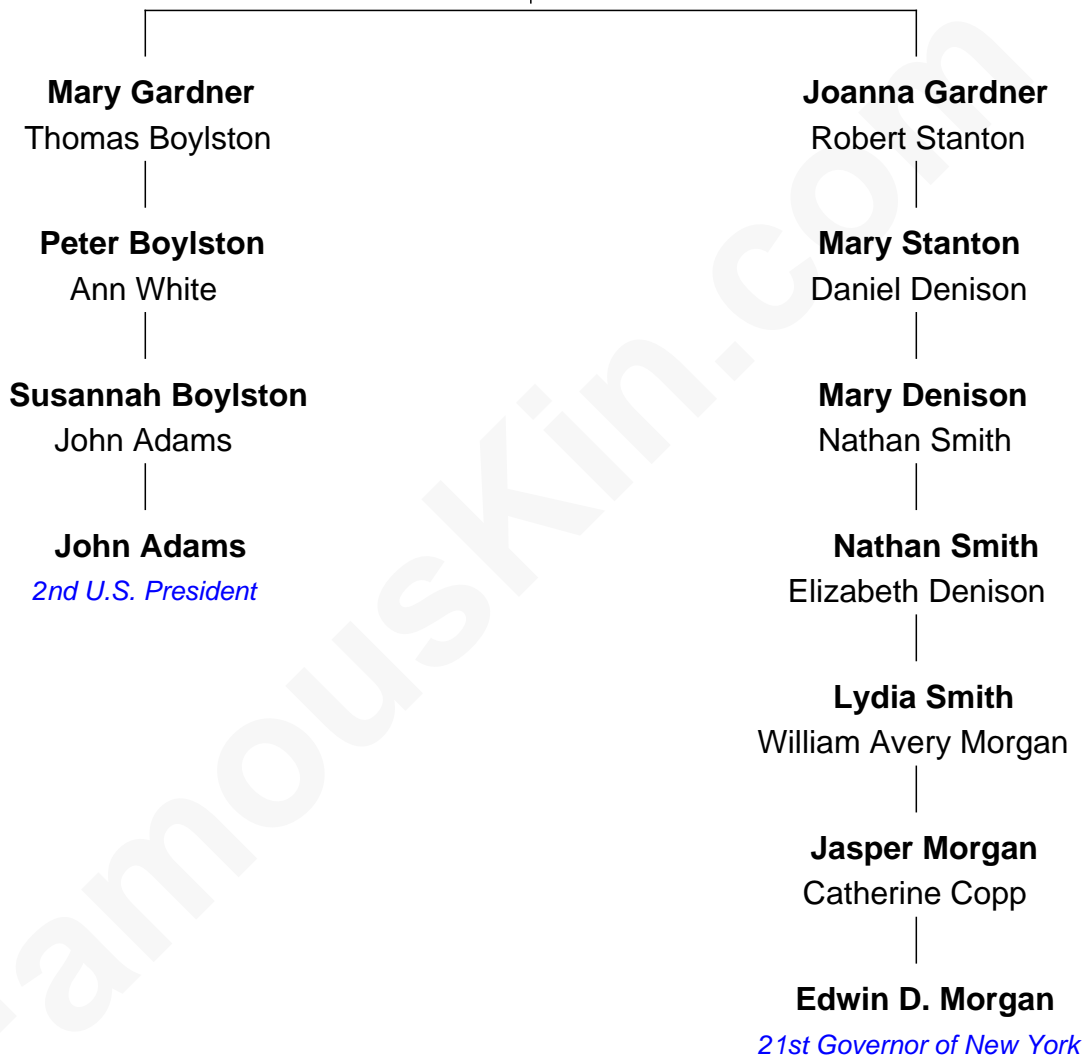 Mary Gardner
Thomas Boylston
Peter Boylston
Ann White
Susannah Boylston
John Adams
John Adams
2nd U.S. President
Joanna Gardner
Robert Stanton
Mary Stanton
Daniel Denison
Mary Denison
Nathan Smith
Nathan Smith
Elizabeth Denison
Lydia Smith
William Avery Morgan
Jasper Morgan
Catherine Copp
Edwin D. Morgan
21st Governor of New York
amouskin.com